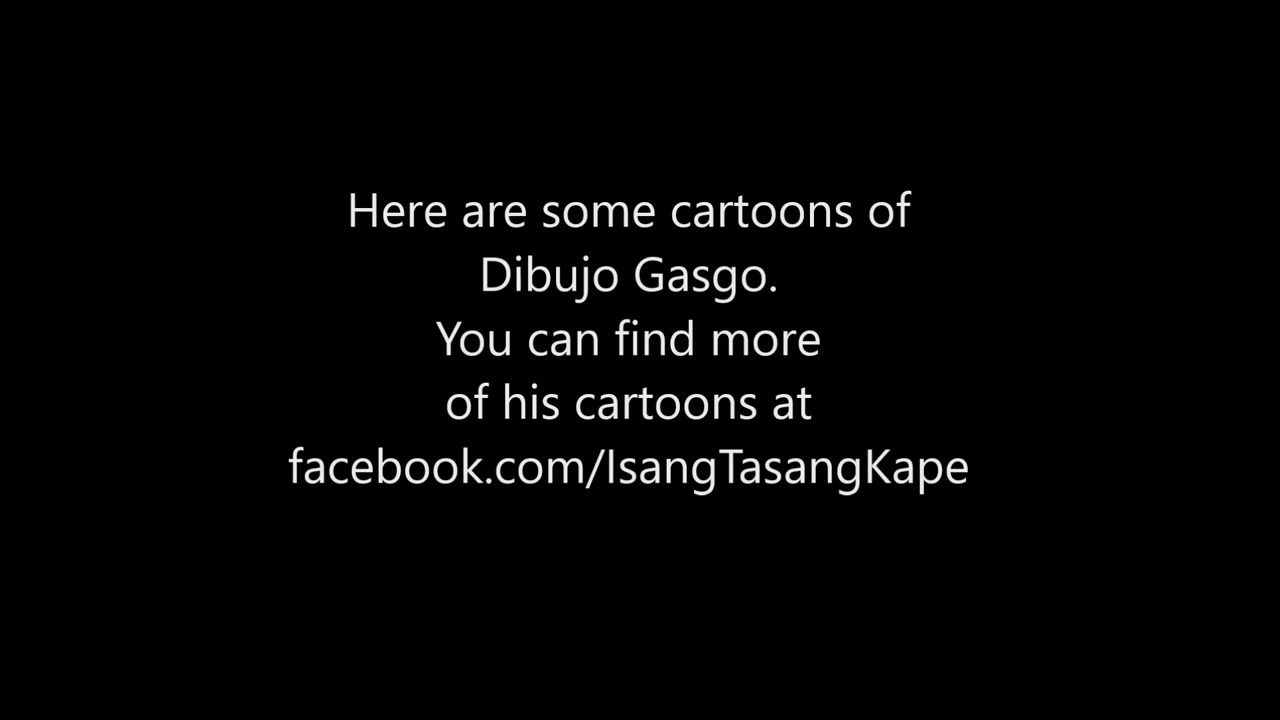 Here are some cartoons of
Dibujo Gasgo.
You can find more
of his cartoons at
facebook.com/IsangTasangKape